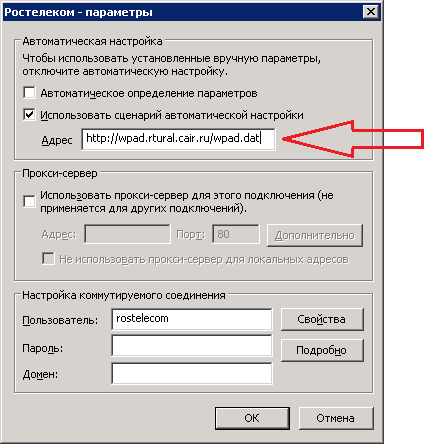 Ростелеком - параметры
Автоматическая настройка
Чтобы использовать установленные вручную параметры,
отключите автоматическую настройку.
Автоматическое определение параметров
Использовать сценарий автоматической настройки
Адрес http://wpad.rtural.cair.ru/wpad.dat
Прокси-сервер
Использовать прокси-сервер для этого подключения (не
применяется для других подключений).
Адрес: Порт: 80 Дополнительно
Не использовать прокси-сервер для локальных адресов
Настройка коммутируемого соединения
Пользователь: rostelecom Свойства
Пароль: Подробно
Домен:
OK Отмена